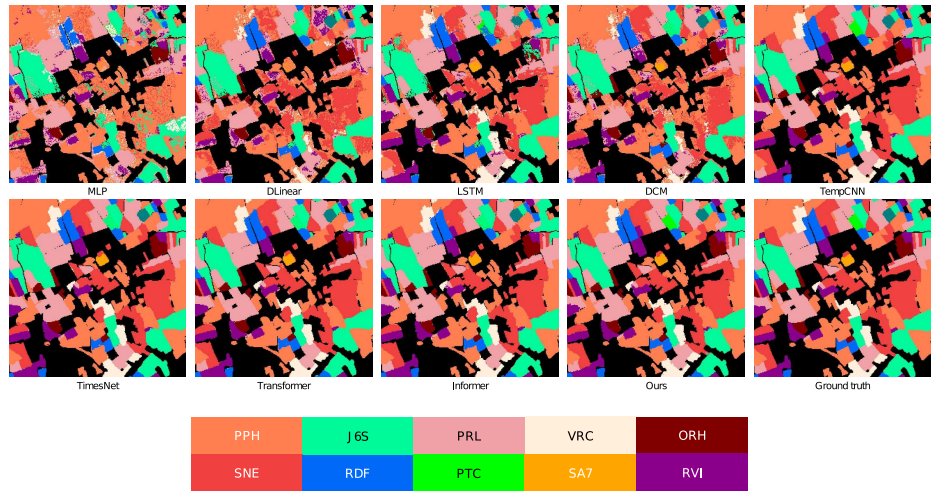 MLP DLinear LSTM DCM TempCNN
TimesNet Transformer Informer Ours Ground truth
PPH J6S PRL VRC ORH
SNE RDF PTC SA7 RVI